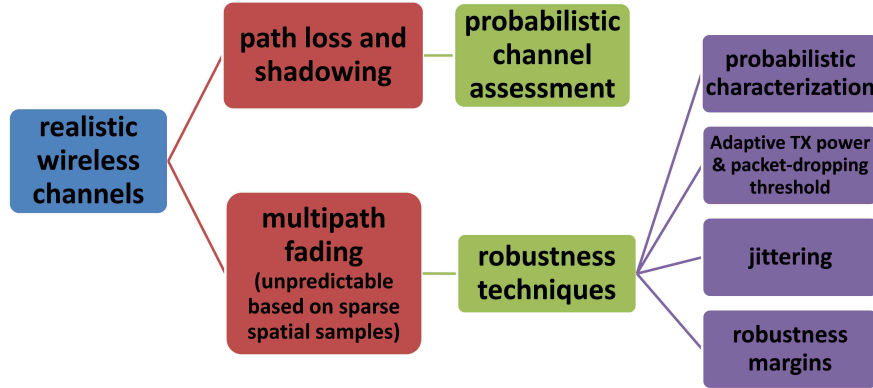 realistic
wireless
channels
path loss and
shadowing
probabilistic
channel
assessment
multipath
fading
(unpredictable
based on sparse
spatial samples)
robustness
techniques
probabilistic
characterization
Adaptive TX power
& packet-dropping
threshold
jittering
robustness
margins